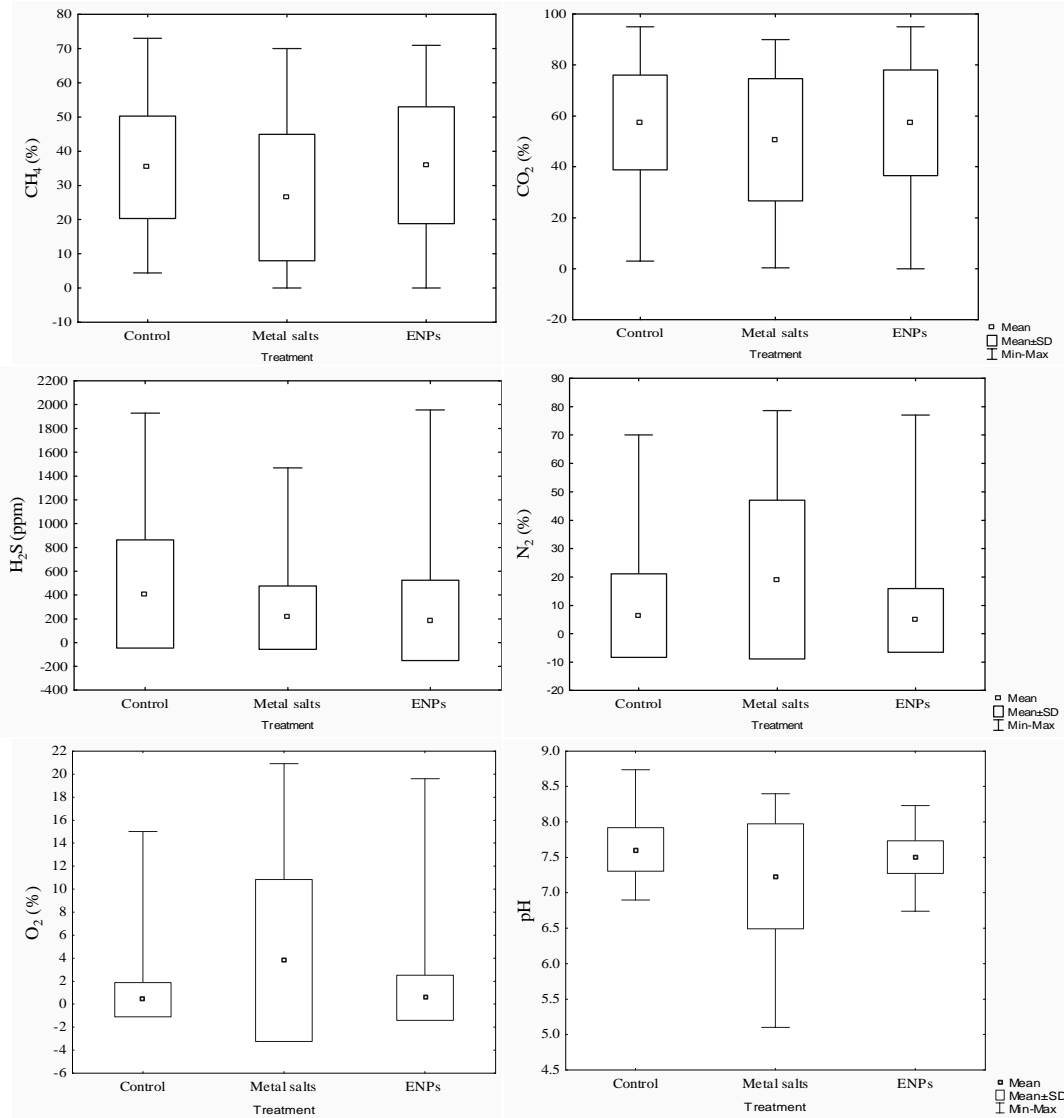 80
70
60
50
40
30
20
10
0
-10
CH₄ (%)
Control Metal salts ENPs
Treatment
100
80
60
40
20
0
-20
CO₂ (%)
Control Metal salts ENPs
Treatment
Mean
Mean±SD
Min-Max
2200
2000
1800
1600
1400
1200
1000
800
600
400
200
0
-200
-400
H₂S (ppm)
Control Metal salts ENPs
Treatment
90
80
70
60
50
40
30
20
10
0
-10
-20
N₂ (%)
Control Metal salts ENPs
Treatment
Mean
Mean±SD
Min-Max
22
20
18
16
14
12
10
8
6
4
2
0
-2
-4
-6
O₂ (%)
Control Metal salts ENPs
Treatment
9.0
8.5
8.0
7.5
7.0
6.5
6.0
5.5
5.0
4.5
pH
Control Metal salts ENPs
Treatment
Mean
Mean±SD
Min-Max